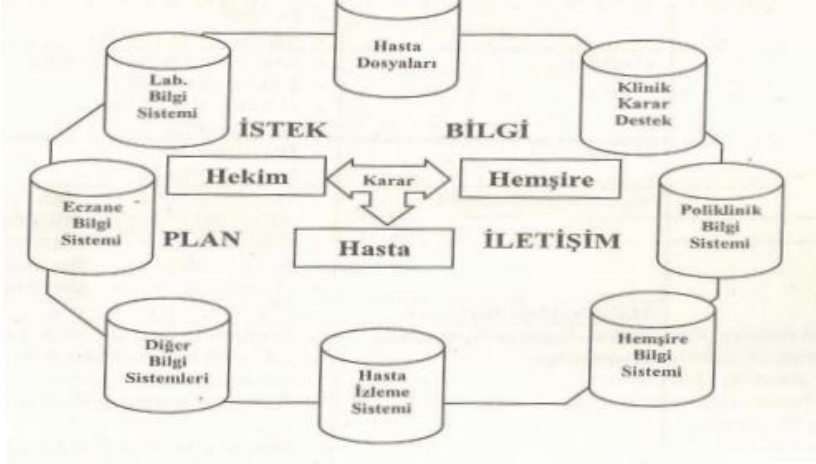 Hasta
Dosyaları
Lab.
Bilgi
Sistemi
Klinik
Karar
Destek
İSTEK
BİLGİ
Hekim
Karar
Hemşire
Eczane
Bilgi
Sistemi
Poliklinik
Bilgi
Sistemi
PLAN
Hasta
İLETİŞİM
Diğer
Bilgi
Sistemleri
Hasta
İzleme
Sistemi
Hemşire
Bilgi
Sistemi